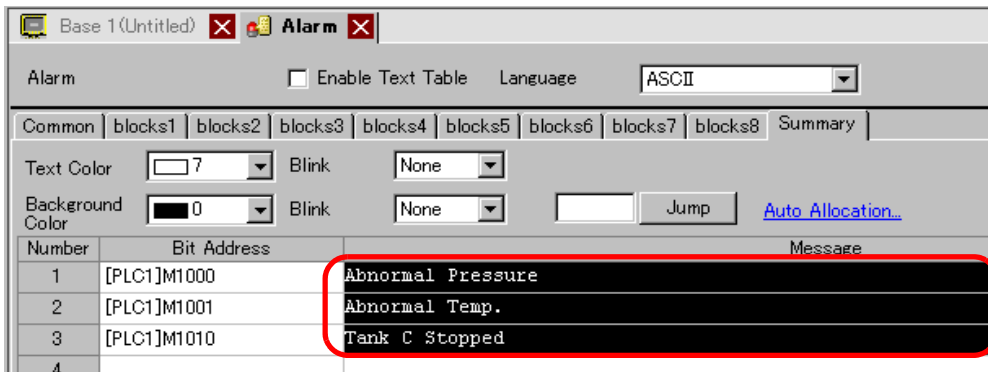 Base 1(Untitled) Alarm
Alarm Enable Text Table Language ASCII
Common blocks1 blocks2 blocks3 blocks4 blocks5 blocks6 blocks7 blocks8 Summary
Text Color 7 Blink None
Background Color 0 Blink None Jump Auto Allocation...
Number Bit Address Message
1 [PLC1]M1000 Abnormal Pressure
2 [PLC1]M1001 Abnormal Temp.
3 [PLC1]M1010 Tank C Stopped
4